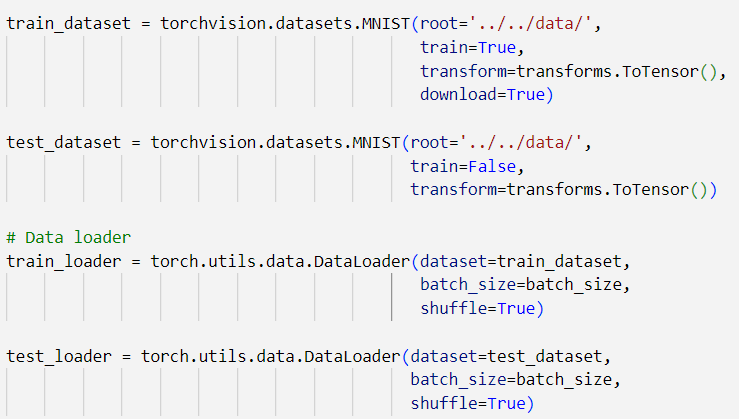 train_dataset = torchvision.datasets.MNIST(root='../../data/',
train=True,
transform=transforms.ToTensor(),
download=True)
test_dataset = torchvision.datasets.MNIST(root='../../data/',
train=False,
transform=transforms.ToTensor())
# Data loader
train_loader = torch.utils.data.DataLoader(dataset=train_dataset,
batch_size=batch_size,
shuffle=True)
test_loader = torch.utils.data.DataLoader(dataset=test_dataset,
batch_size=batch_size,
shuffle=True)